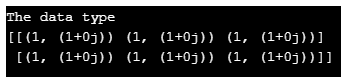 The data type
[[(1, (1+0j)) (1, (1+0j)) (1, (1+0j))]
[(1, (1+0j)) (1, (1+0j)) (1, (1+0j))]]